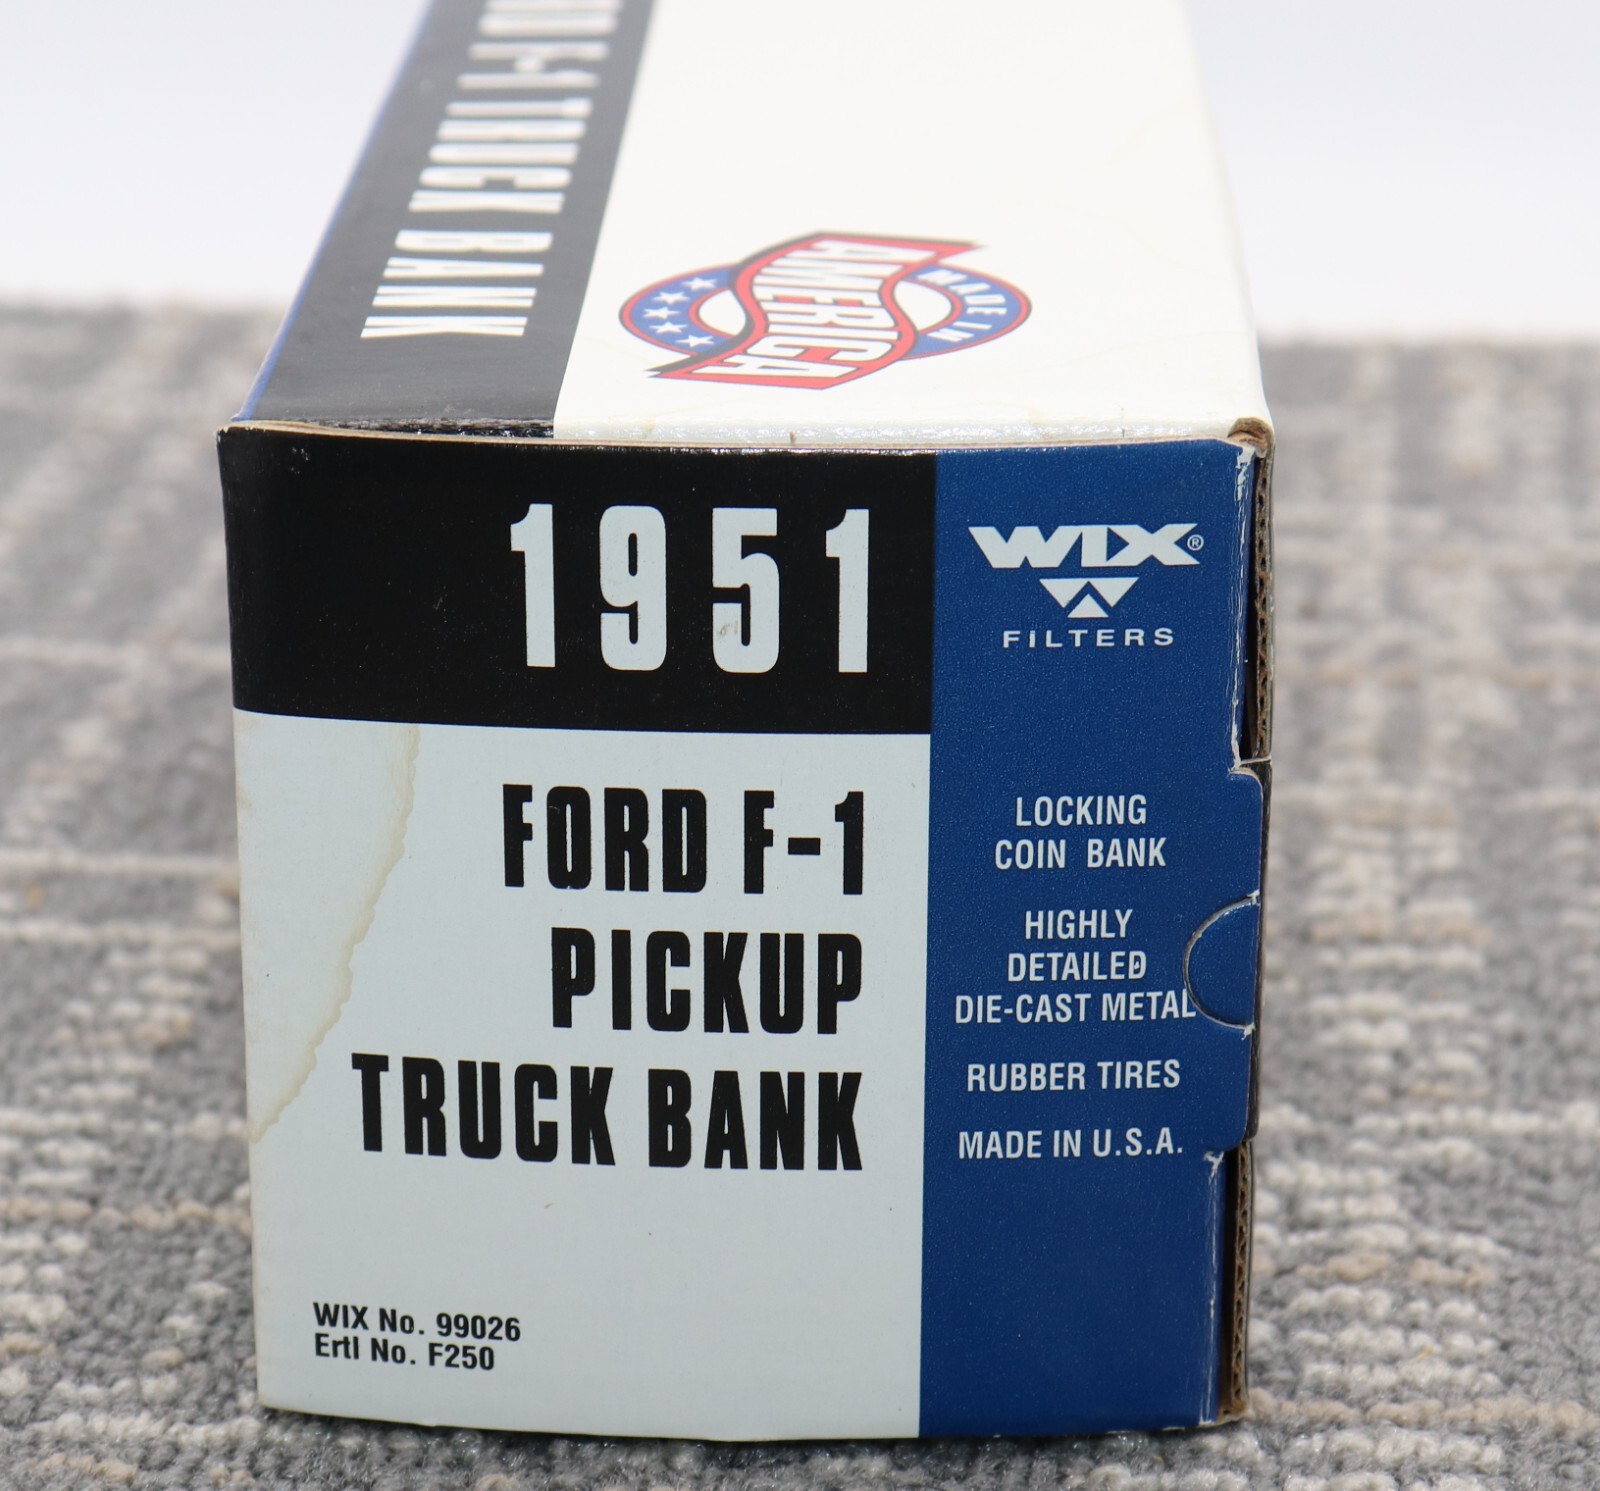 F-1 TRUCK BANK
MADE IN
AMERICA
1951
FORD F-1
PICKUP
TRUCK BANK
WIX No. 99026
Ertl No. F250
WIX®
FILTERS
LOCKING
COIN BANK
HIGHLY
DETAILED
DIE-CAST METAL
RUBBER TIRES
MADE IN U.S.A.